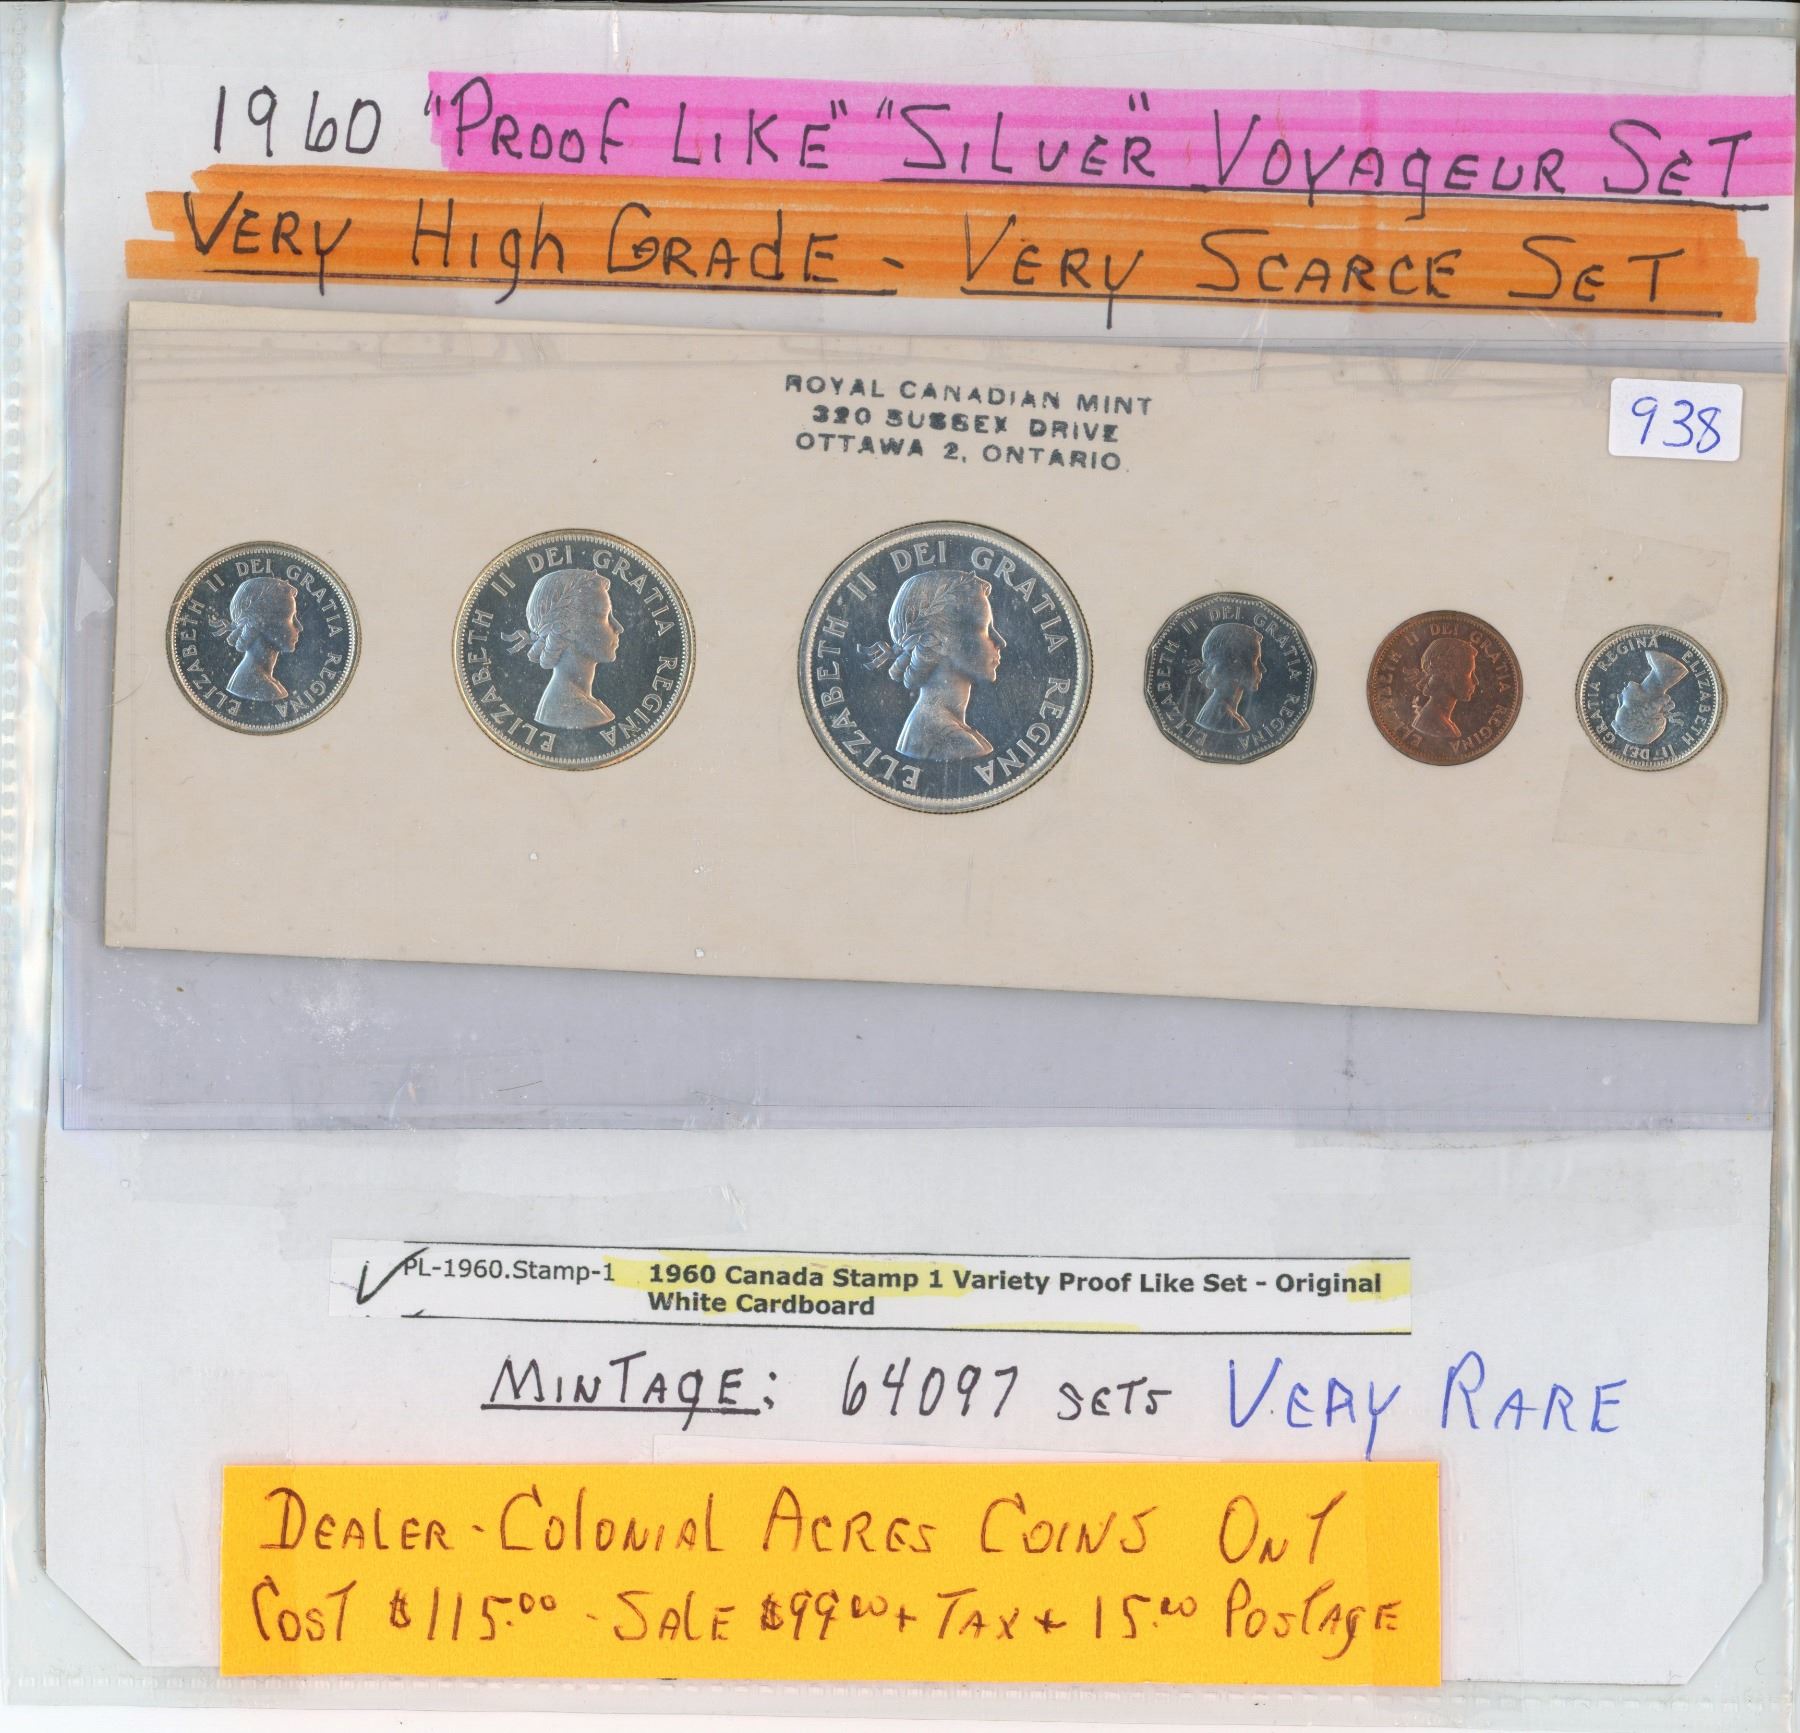 1960 "PROOF LIKE" "SILVER" VOYAGEUR SET
VERY HIGH GRADE - VERY SCARCE SET
ROYAL CANADIAN MINT
320 SUSSEX DRIVE
OTTAWA 2, ONTARIO.
938
ELIZABETH II DEI GRATIA REGINA
ELIZABETH II DEI GRATIA REGINA
ELIZABETH II DEI GRATIA REGINA
ELIZABETH II DEI GRATIA REGINA
ELIZABETH II DEI GRATIA REGINA
ELIZABETH II DEI GRATIA REGINA
PL-1960.Stamp-1 1960 Canada Stamp 1 Variety Proof Like Set - Original
White Cardboard
MINTAGE: 64097 SETS VERY RARE
DEALER - COLONIAL ACRES COINS ONT
COST $115.00 - SALE $99.00 + TAX + 15.00 POSTAGE